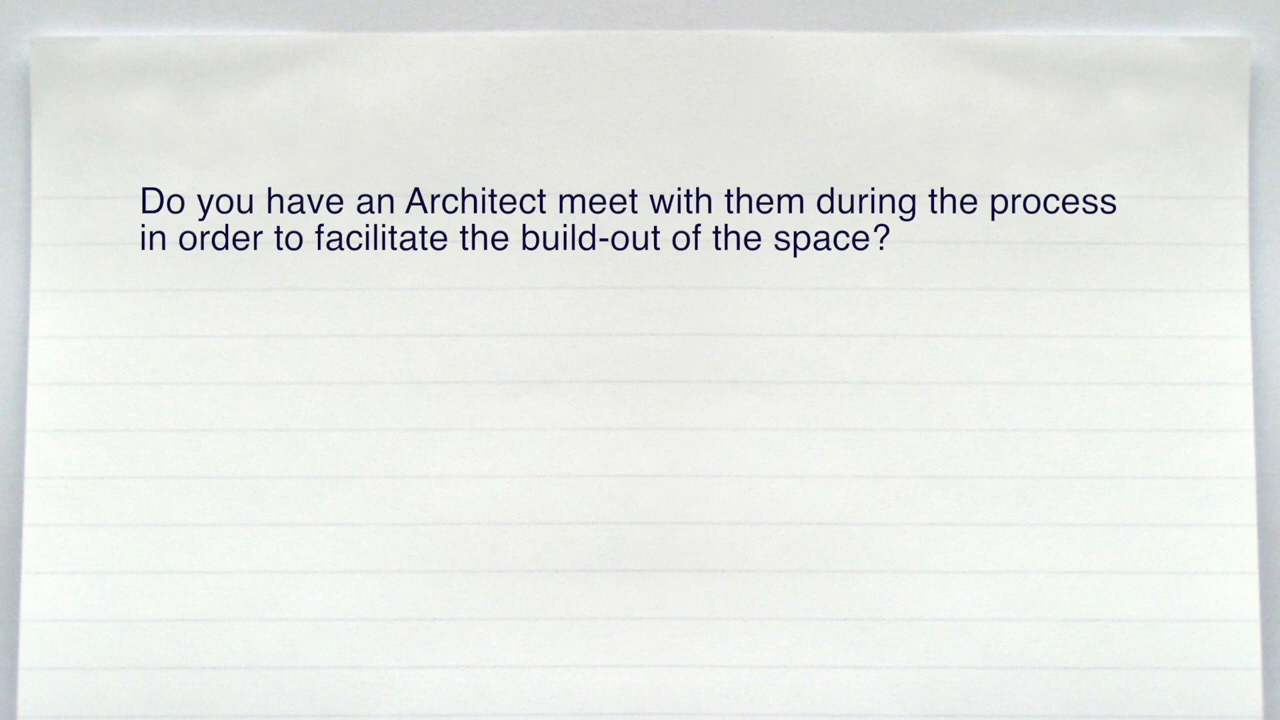 Do you have an Architect meet with them during the process
in order to facilitate the build-out of the space?